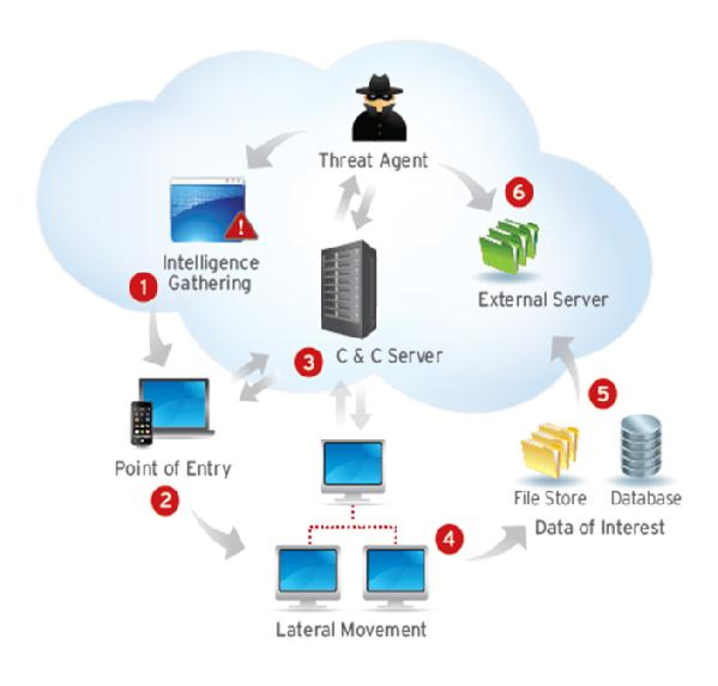 Threat Agent
6
Intelligence
Gathering
1
External Server
3
C & C Server
5
Point of Entry
2
File Store
Database
Data of Interest
4
Lateral Movement